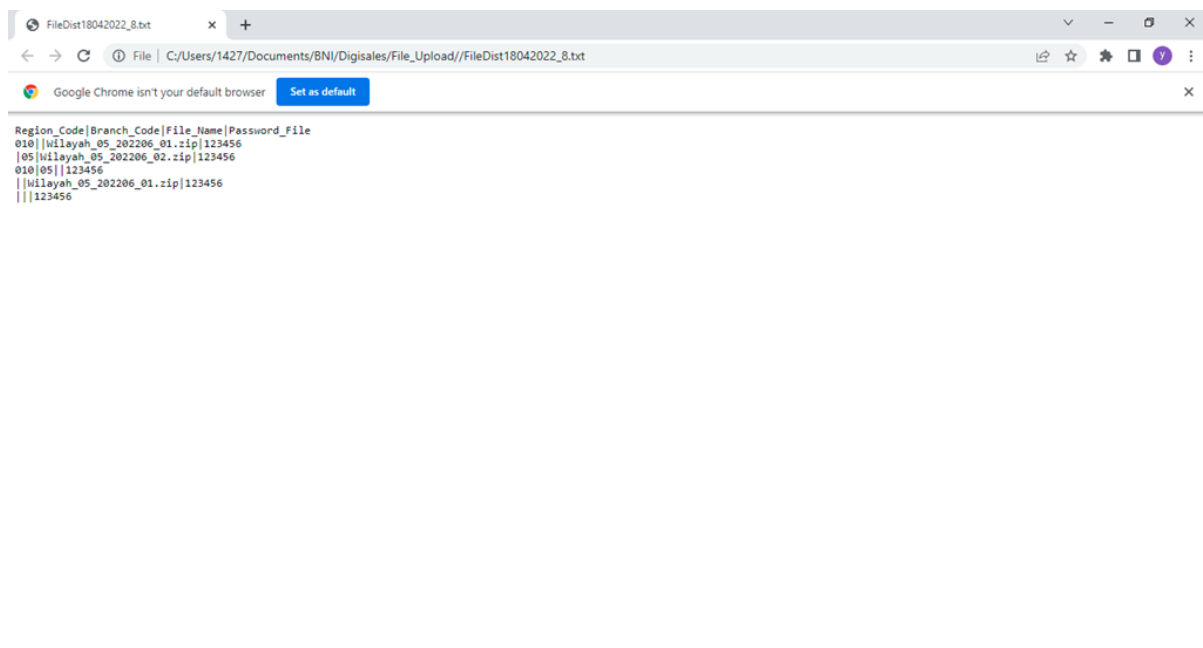 FileDist18042022_8.txt
File | C:/Users/1427/Documents/BNI/Digisales/File_Upload//FileDist18042022_8.txt
y
Google Chrome isn't your default browser
Set as default
Region_Code|Branch_Code|File_Name|Password_File
010||Wilayah_05_202206_01.zip|123456
|05|Wilayah_05_202206_02.zip|123456
010|05||123456
||Wilayah_05_202206_01.zip|123456
|||123456